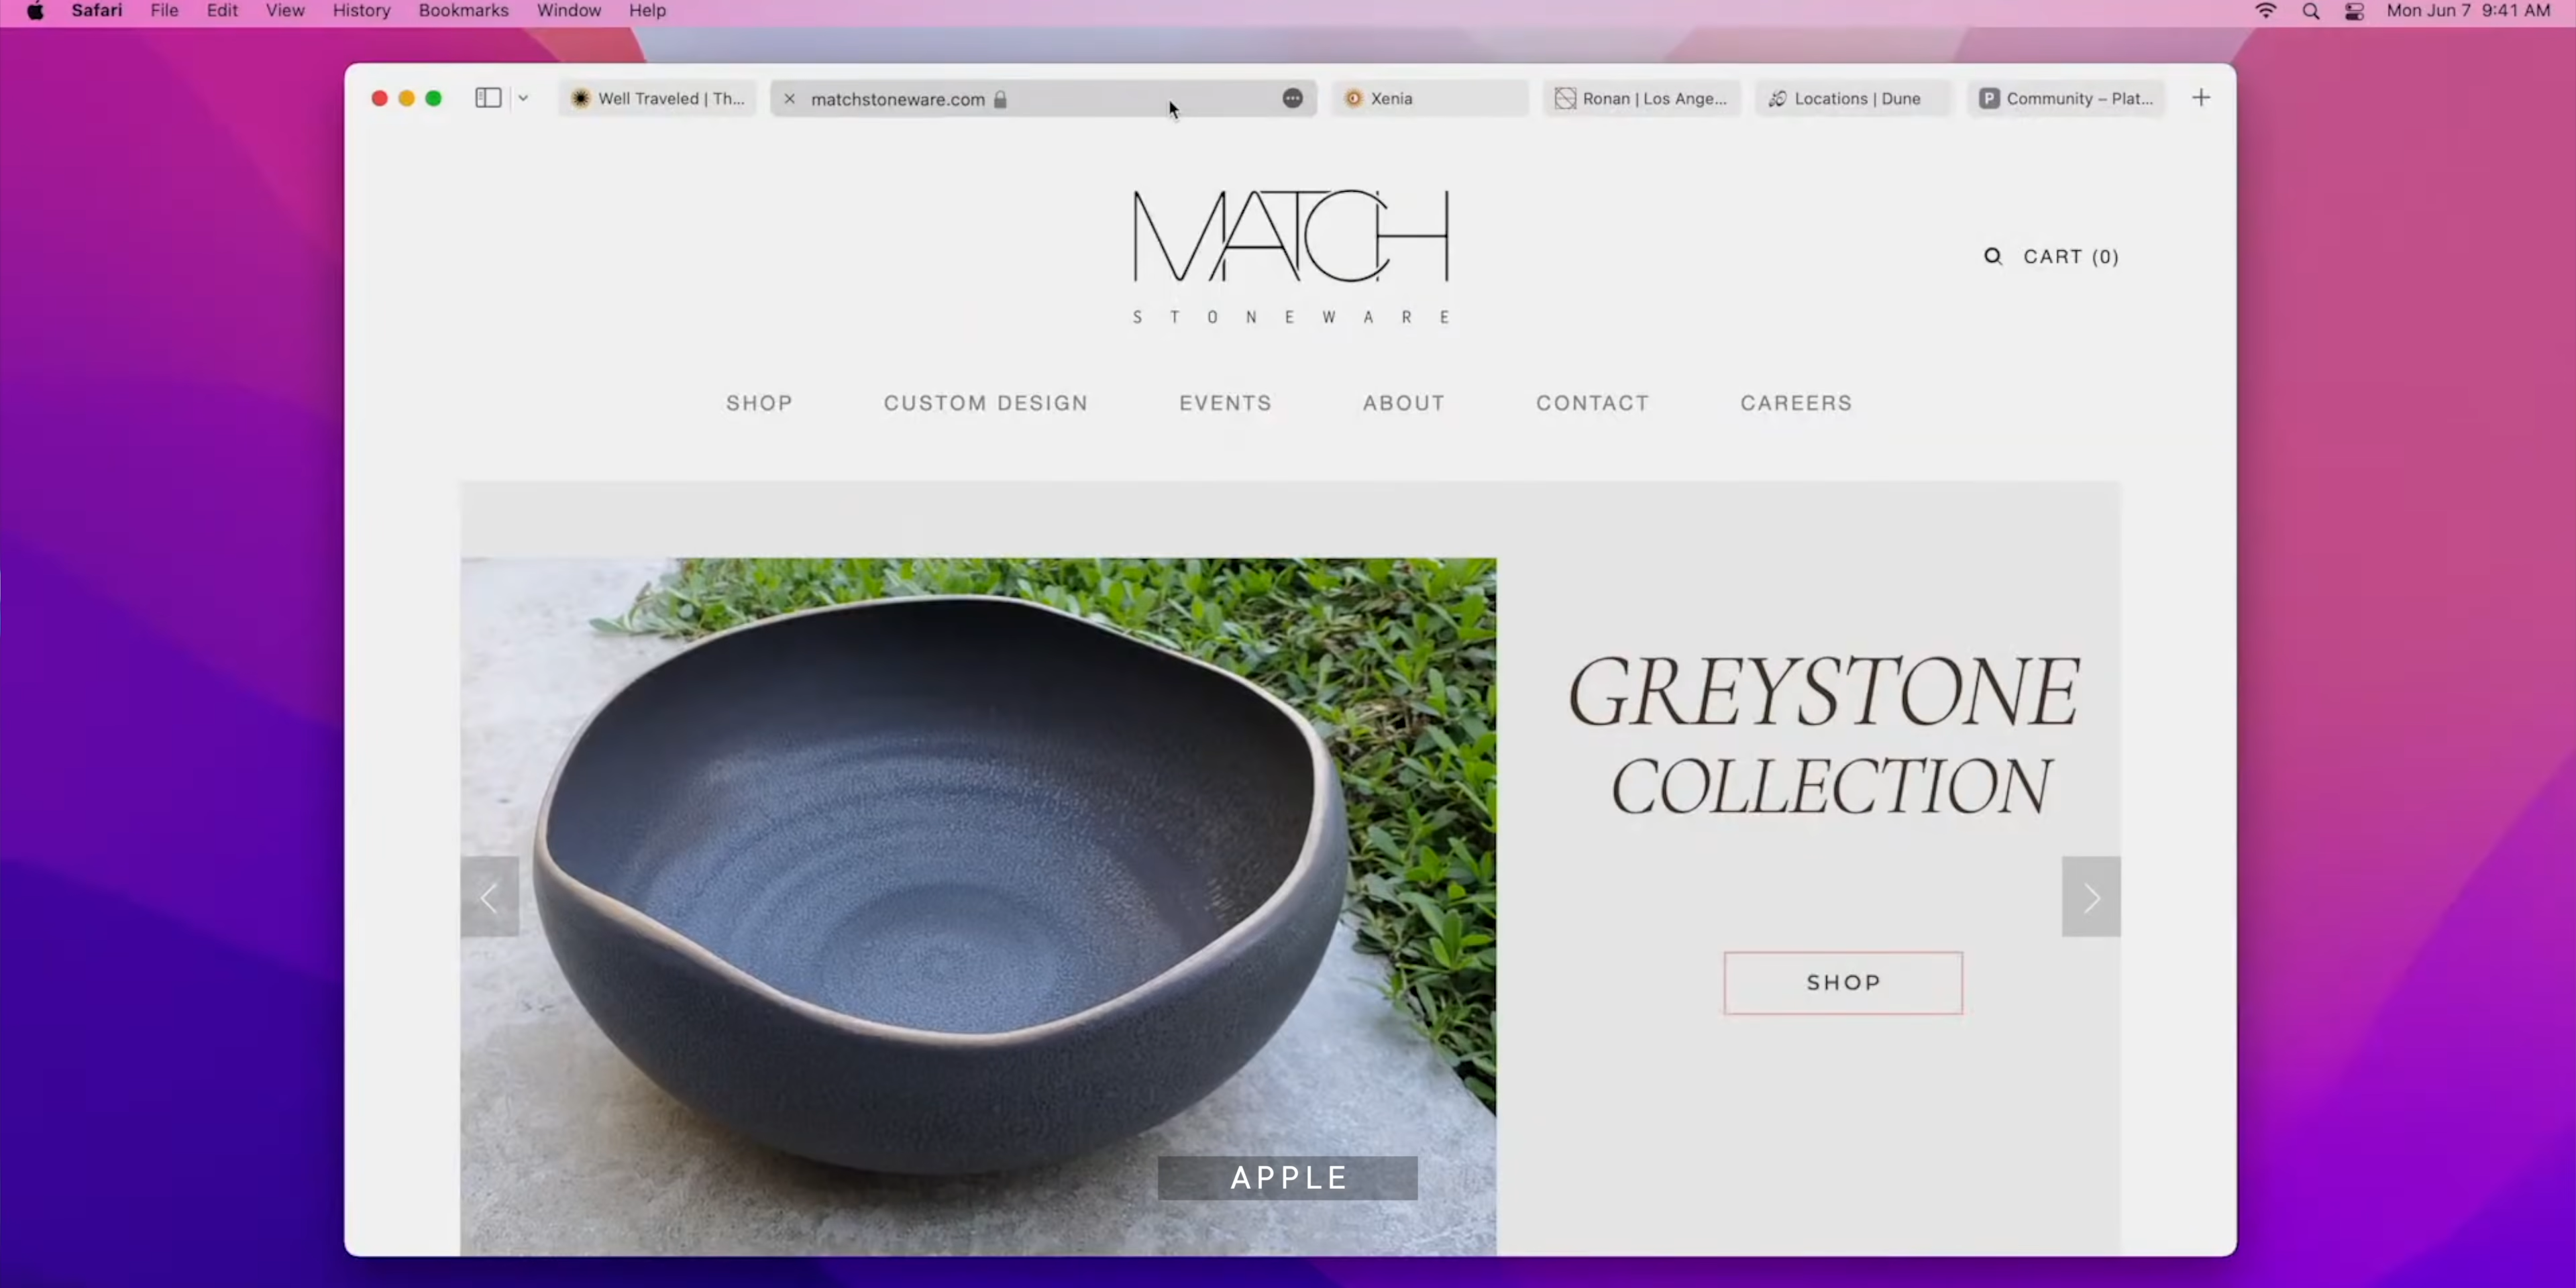 Safari File Edit View History Bookmarks Window Help Mon Jun 7 9:41 AM
Well Traveled | Th... matchstoneware.com Xenia Ronan | Los Ange... Locations | Dune P Community – Plat...
MATCH
STONEWARE
CART (0)
SHOP CUSTOM DESIGN EVENTS ABOUT CONTACT CAREERS
GREYSTONE
COLLECTION
SHOP
APPLE